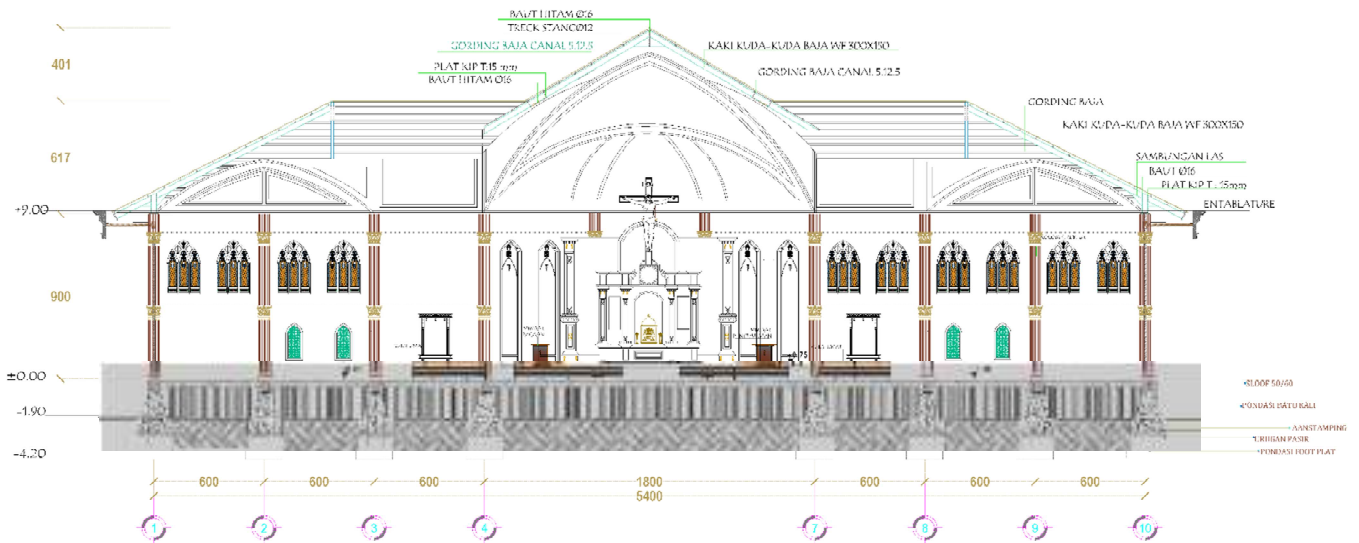 BAUT HITAM Ø16
TRECK STANG Ø12
GORDING BAJA CANAL 5.12.5
PLAT KIP T:15 mm
BAUT HITAM Ø16
KAKI KUDA-KUDA BAJA WF 300X150
GORDING BAJA CANAL 5.12.5
GORDING BAJA
KAKI KUDA-KUDA BAJA WF 300X150
SAMBUNGAN LAS
BAUT Ø16
PLAT KIP T : 15mm
ENTABLATURE
401
617
+9.00
900
±0.00
-1.90
-4.20
SLOOF 50/60
PONDASI BATU KALI
AANSTAMPING
URUGAN PASIR
PONDASI FOOT PLAT
600
600
600
1800
600
600
600
5400
1
2
3
4
7
8
9
10